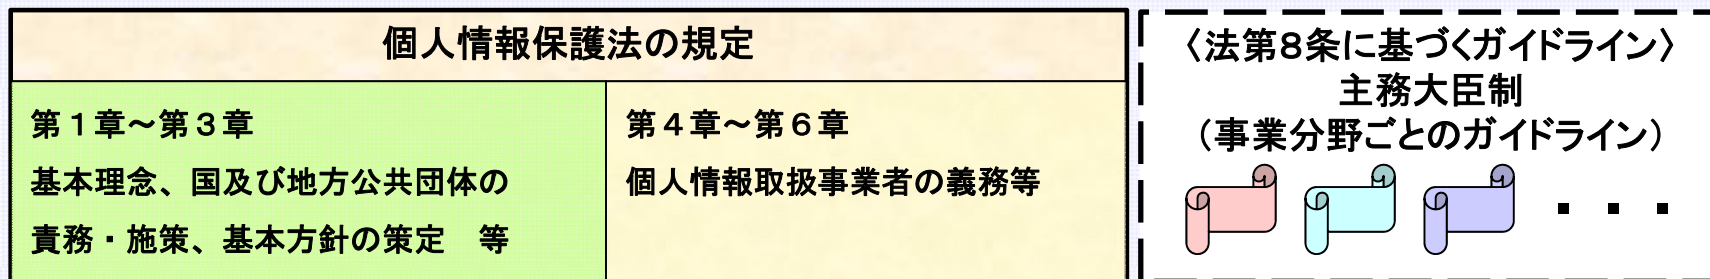 個人情報保護法の規定
第１章～第３章
基本理念、国及び地方公共団体の
責務・施策、基本方針の策定　等
第４章～第６章
個人情報取扱事業者の義務等
〈法第８条に基づくガイドライン〉
主務大臣制
（事業分野ごとのガイドライン）
・・・